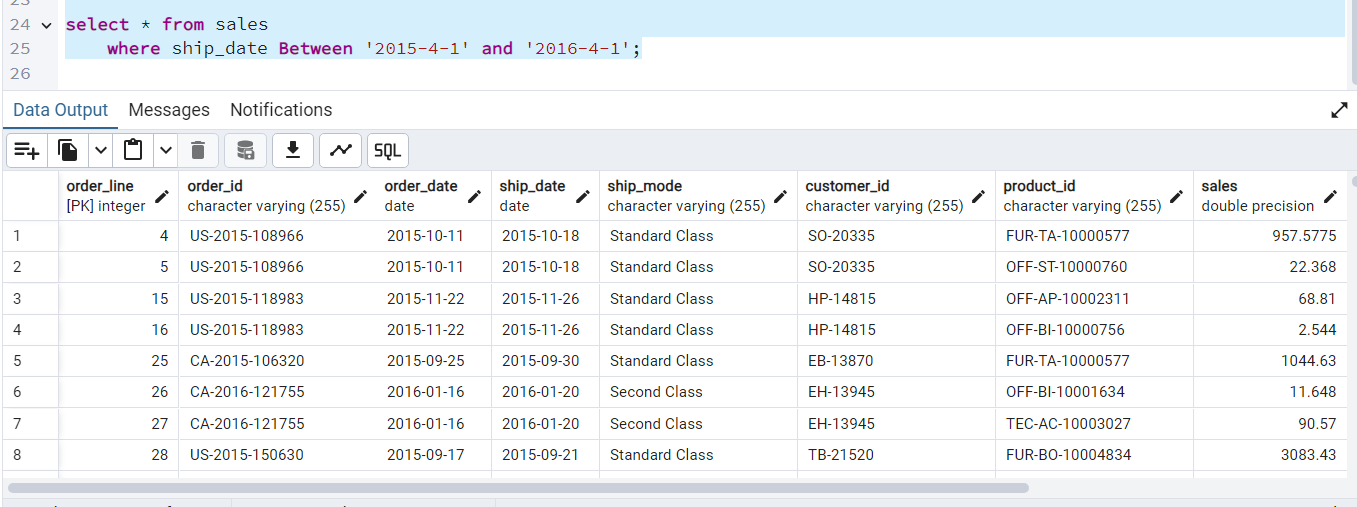 24 select * from sales
25 where ship_date Between '2015-4-1' and '2016-4-1';
26
Data Output Messages Notifications
SQL
order_line order_id order_date ship_date ship_mode customer_id product_id sales
[PK] integer character varying (255) date date character varying (255) character varying (255) character varying (255) double precision
1 4 US-2015-108966 2015-10-11 2015-10-18 Standard Class SO-20335 FUR-TA-10000577 957.5775
2 5 US-2015-108966 2015-10-11 2015-10-18 Standard Class SO-20335 OFF-ST-10000760 22.368
3 15 US-2015-118983 2015-11-22 2015-11-26 Standard Class HP-14815 OFF-AP-10002311 68.81
4 16 US-2015-118983 2015-11-22 2015-11-26 Standard Class HP-14815 OFF-BI-10000756 2.544
5 25 CA-2015-106320 2015-09-25 2015-09-30 Standard Class EB-13870 FUR-TA-10000577 1044.63
6 26 CA-2016-121755 2016-01-16 2016-01-20 Second Class EH-13945 OFF-BI-10001634 11.648
7 27 CA-2016-121755 2016-01-16 2016-01-20 Second Class EH-13945 TEC-AC-10003027 90.57
8 28 US-2015-150630 2015-09-17 2015-09-21 Standard Class TB-21520 FUR-BO-10004834 3083.43